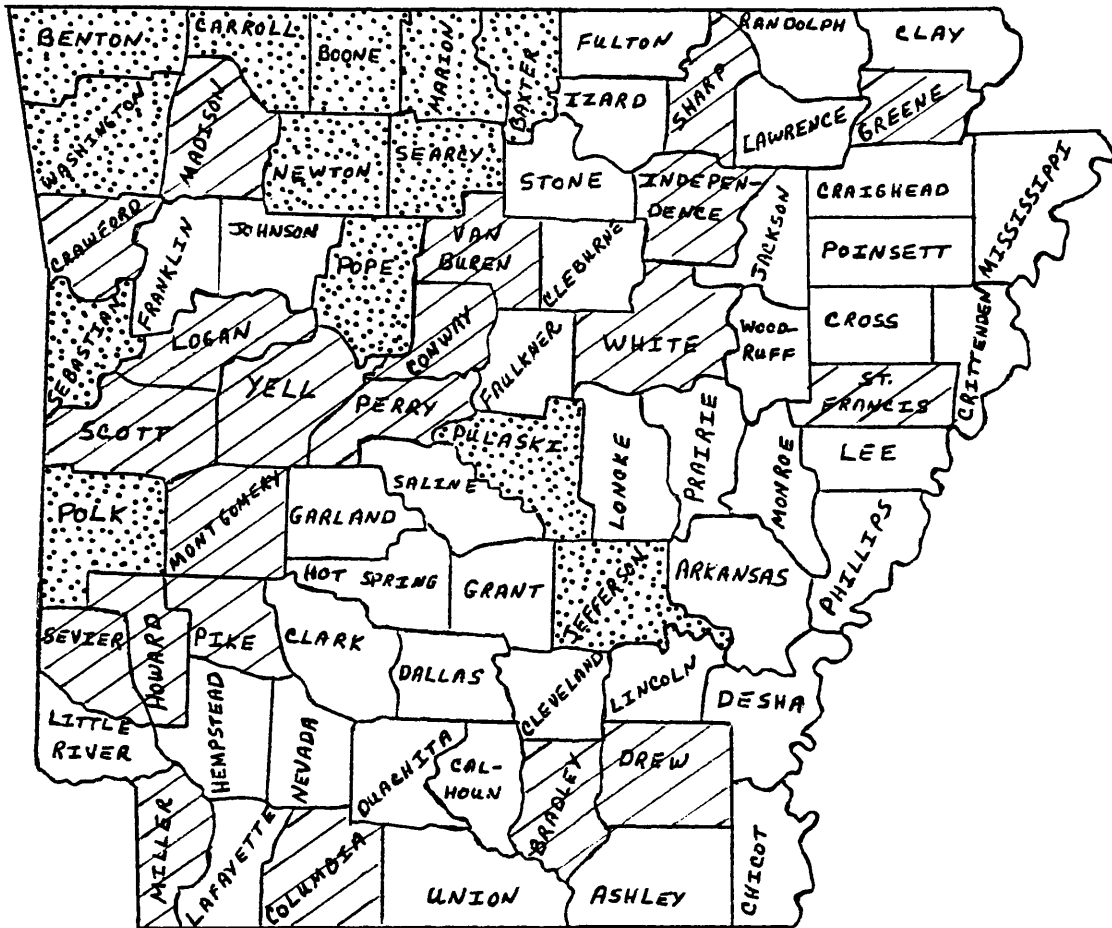 BENTON
CARROLL
BOONE
MARION
BAXTER
FULTON
RANDOLPH
CLAY
IZARD
SHARP
LAWRENCE
GREENE
WASHINGTON
MADISON
NEWTON
SEARCY
STONE
INDEPEN-
DENCE
JACKSON
CRAIGHEAD
MISSISSIPPI
CRAWFORD
FRANKLIN
JOHNSON
POPE
VAN
BUREN
CLEBURNE
POINSETT
SEBASTIAN
LOGAN
CONWAY
FAULKNER
WHITE
WOOD-
RUFF
CROSS
CRITTENDEN
YELL
PERRY
ST.
FRANCIS
SCOTT
PULASKI
LONOKE
PRAIRIE
MONROE
LEE
POLK
MONTGOMERY
GARLAND
SALINE
PHILLIPS
HOT SPRING
GRANT
JEFFERSON
ARKANSAS
SEVIER
HOWARD
PIKE
CLARK
DALLAS
CLEVELAND
LINCOLN
DESHA
LITTLE
RIVER
HEMPSTEAD
NEVADA
OUACHITA
CAL-
HOUN
BRADLEY
DREW
MILLER
LAFAYETTE
COLUMBIA
UNION
ASHLEY
CHICOT